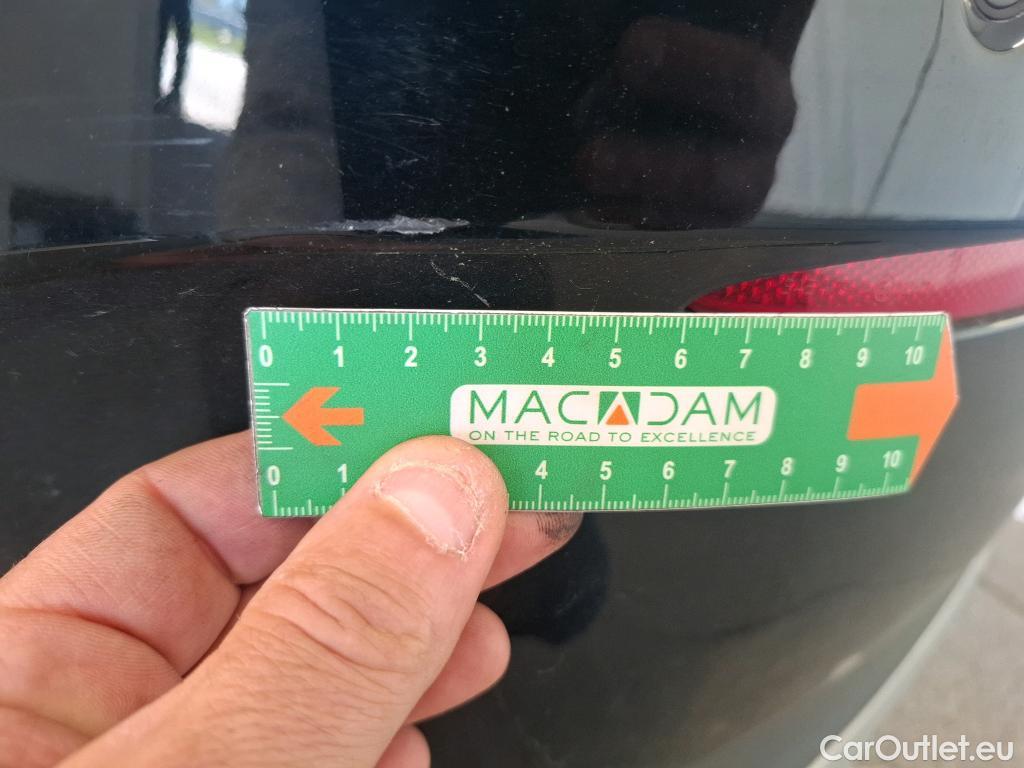 0 1 2 3 4 5 6 7 8 9 10
MACADAM
ON THE ROAD TO EXCELLENCE
0 1 4 5 6 7 8 9 10
CarOutlet.eu